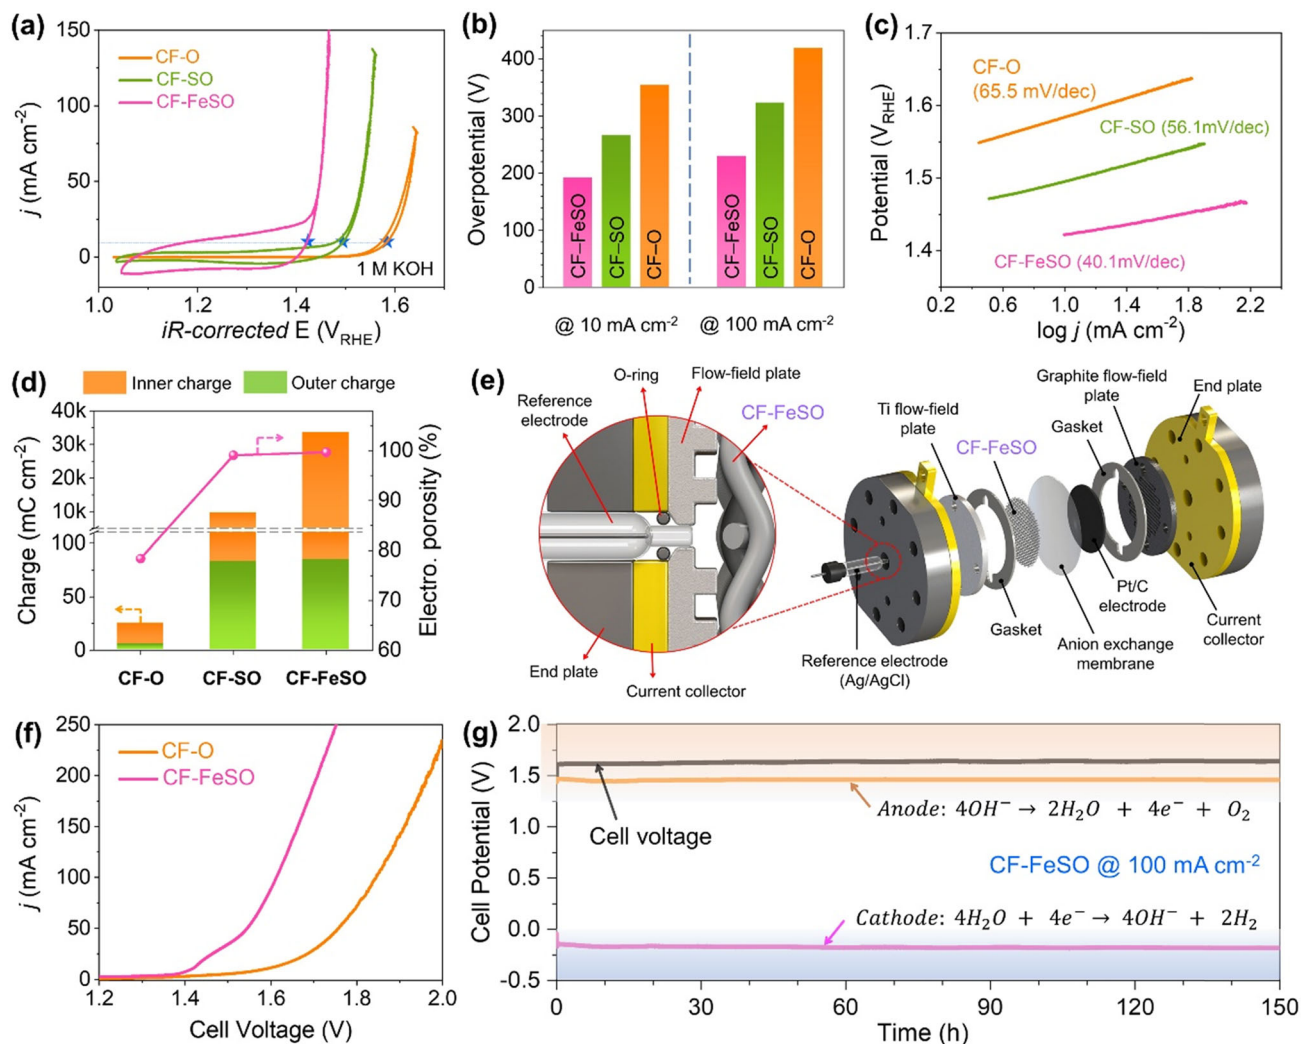 (a)
150
100
50
0
j (mA cm-2)
CF-O
CF-SO
CF-FeSO
1 M KOH
1.0 1.2 1.4 1.6
iR-corrected E (VRHE)
(b)
400
300
200
100
0
Overpotential (V)
CF–FeSO
CF–SO
CF–O
CF–FeSO
CF–SO
CF–O
@ 10 mA cm-2 @ 100 mA cm-2
(c)
1.7
1.6
1.5
1.4
Potential (VRHE)
CF-O
(65.5 mV/dec)
CF-SO (56.1mV/dec)
CF-FeSO (40.1mV/dec)
0.2 0.6 1.0 1.4 1.8 2.2
log j (mA cm-2)
(d)
Inner charge Outer charge
40k
30k
20k
10k
100
50
0
Charge (mC cm-2)
100
90
80
70
60
Electro. porosity (%)
CF-O CF-SO CF-FeSO
(e)
O-ring
Flow-field plate
Reference
electrode
CF-FeSO
End plate
Current collector
Ti flow-field
plate
CF-FeSO
Graphite flow-field
plate
Gasket
End plate
Reference electrode
(Ag/AgCl)
Gasket
Anion exchange
membrane
Pt/C
electrode
Current
collector
(f)
250
200
150
100
50
0
j (mA cm-2)
CF-O
CF-FeSO
1.2 1.4 1.6 1.8 2.0
Cell Voltage (V)
(g)
2.0
1.5
1.0
0.5
0.0
-0.5
Cell Potential (V)
Cell voltage
Anode: 4OH− → 2H2O + 4e− + O2
CF-FeSO @ 100 mA cm-2
Cathode: 4H2O + 4e− → 4OH− + 2H2
0 30 60 90 120 150
Time (h)